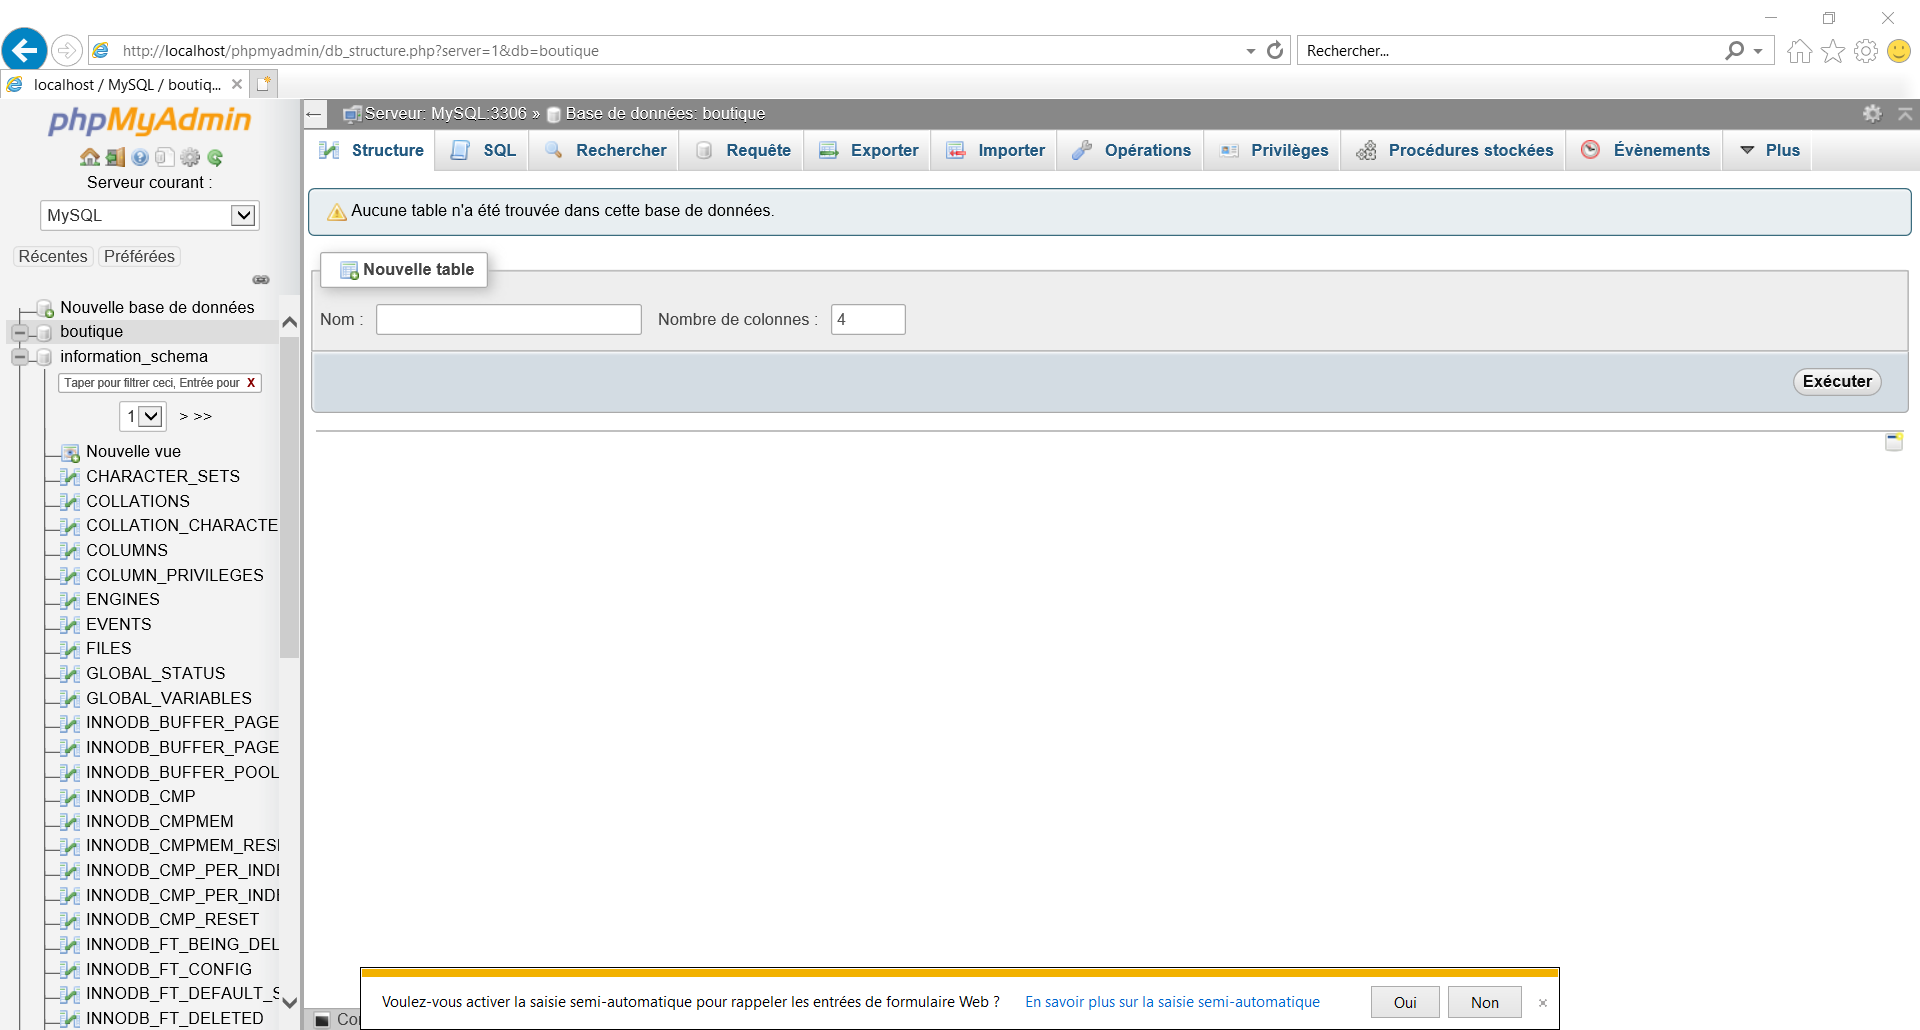 http://localhost/phpmyadmin/db_structure.php?server=1&db=boutique
Rechercher...
localhost / MySQL / boutiq...
phpMyAdmin
Serveur courant :
MySQL
Récentes
Préférées
Nouvelle base de données
boutique
information_schema
Taper pour filtrer ceci, Entrée pour X
1 > >>
Nouvelle vue
CHARACTER_SETS
COLLATIONS
COLLATION_CHARACTE
COLUMNS
COLUMN_PRIVILEGES
ENGINES
EVENTS
FILES
GLOBAL_STATUS
GLOBAL_VARIABLES
INNODB_BUFFER_PAGE
INNODB_BUFFER_PAGE
INNODB_BUFFER_POOL
INNODB_CMP
INNODB_CMPMEM
INNODB_CMPMEM_RES
INNODB_CMP_PER_IND
INNODB_CMP_PER_IND
INNODB_CMP_RESET
INNODB_FT_BEING_DEL
INNODB_FT_CONFIG
INNODB_FT_DEFAULT_S
INNODB_FT_DELETED
Serveur: MySQL:3306 » Base de données: boutique
Structure
SQL
Rechercher
Requête
Exporter
Importer
Opérations
Privilèges
Procédures stockées
Évènements
Plus
Aucune table n'a été trouvée dans cette base de données.
Nouvelle table
Nom :
Nombre de colonnes : 4
Exécuter
Voulez-vous activer la saisie semi-automatique pour rappeler les entrées de formulaire Web ? En savoir plus sur la saisie semi-automatique Oui Non